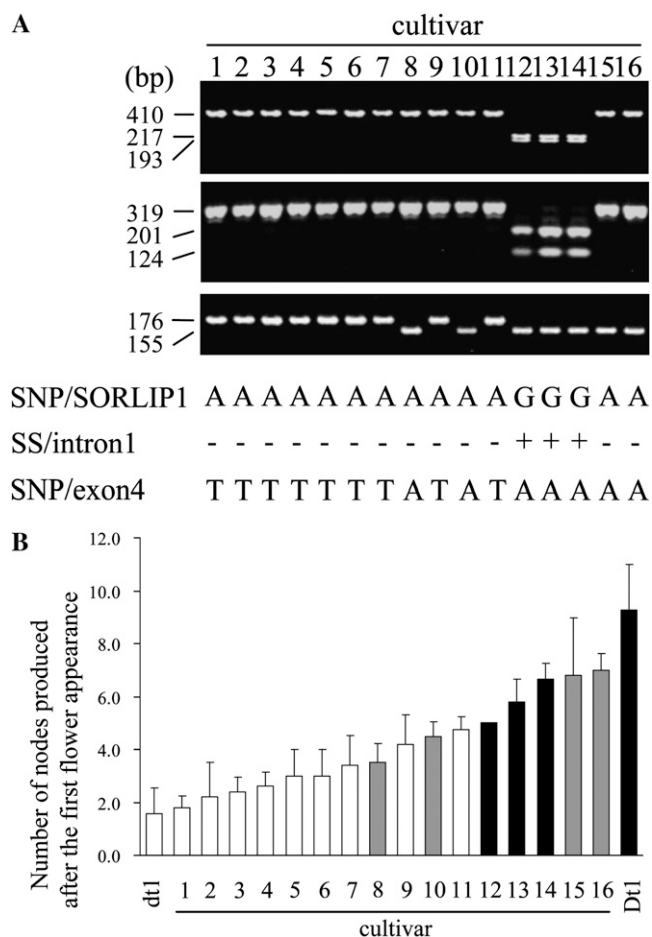 A
cultivar
1 2 3 4 5 6 7 8 9 10 11 12 13 14 15 16
(bp)
410
217
193
319
201
124
176
155
SNP/SORLIP1 A A A A A A A A A A A G G G A A
SS/intron1 - - - - - - - - - - - + + + - -
SNP/exon4 T T T T T T T A T A T A A A A A
B
Number of nodes produced
after the first flower appearance
12.0
10.0
8.0
6.0
4.0
2.0
0.0
dt1 1 2 3 4 5 6 7 8 9 10 11 12 13 14 15 16 Dt1
cultivar